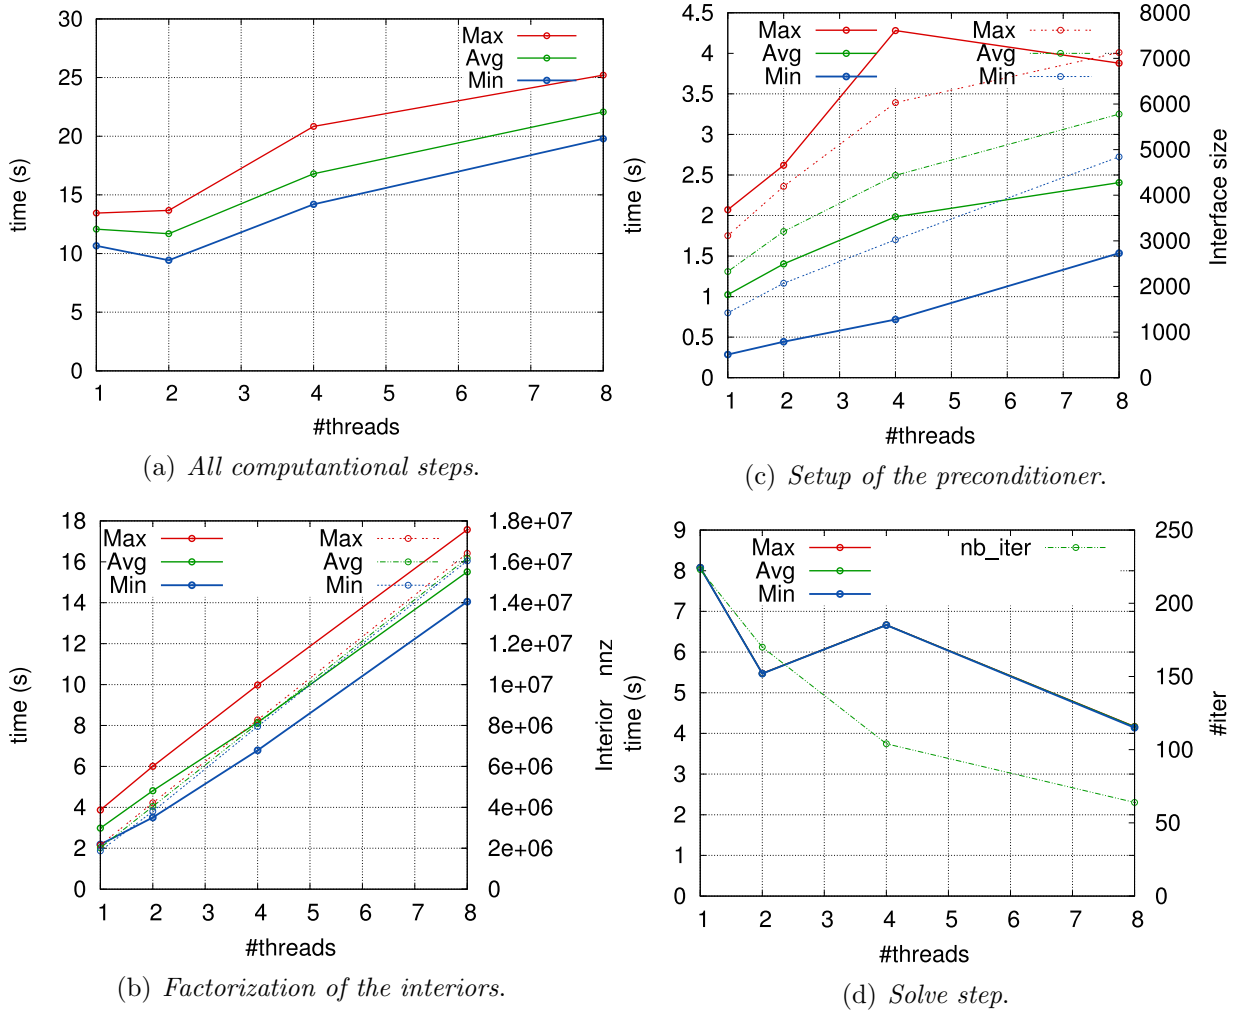 Max
Avg
Min
30
25
20
15
10
5
0
time (s)
1 2 3 4 5 6 7 8
#threads
(a) All computantional steps.
Max Max
Avg Avg
Min Min
4.5
4
3.5
3
2.5
2
1.5
1
0.5
0
time (s)
8000
7000
6000
5000
4000
3000
2000
1000
0
Interface size
1 2 3 4 5 6 7 8
#threads
(c) Setup of the preconditioner.
Max Max
Avg Avg
Min Min
18
16
14
12
10
8
6
4
2
0
time (s)
1.8e+07
1.6e+07
1.4e+07
1.2e+07
1e+07
8e+06
6e+06
4e+06
2e+06
0
Interior nnz
1 2 3 4 5 6 7 8
#threads
(b) Factorization of the interiors.
Max nb_iter
Avg
Min
9
8
7
6
5
4
3
2
1
0
time (s)
250
200
150
100
50
0
#iter
1 2 3 4 5 6 7 8
#threads
(d) Solve step.